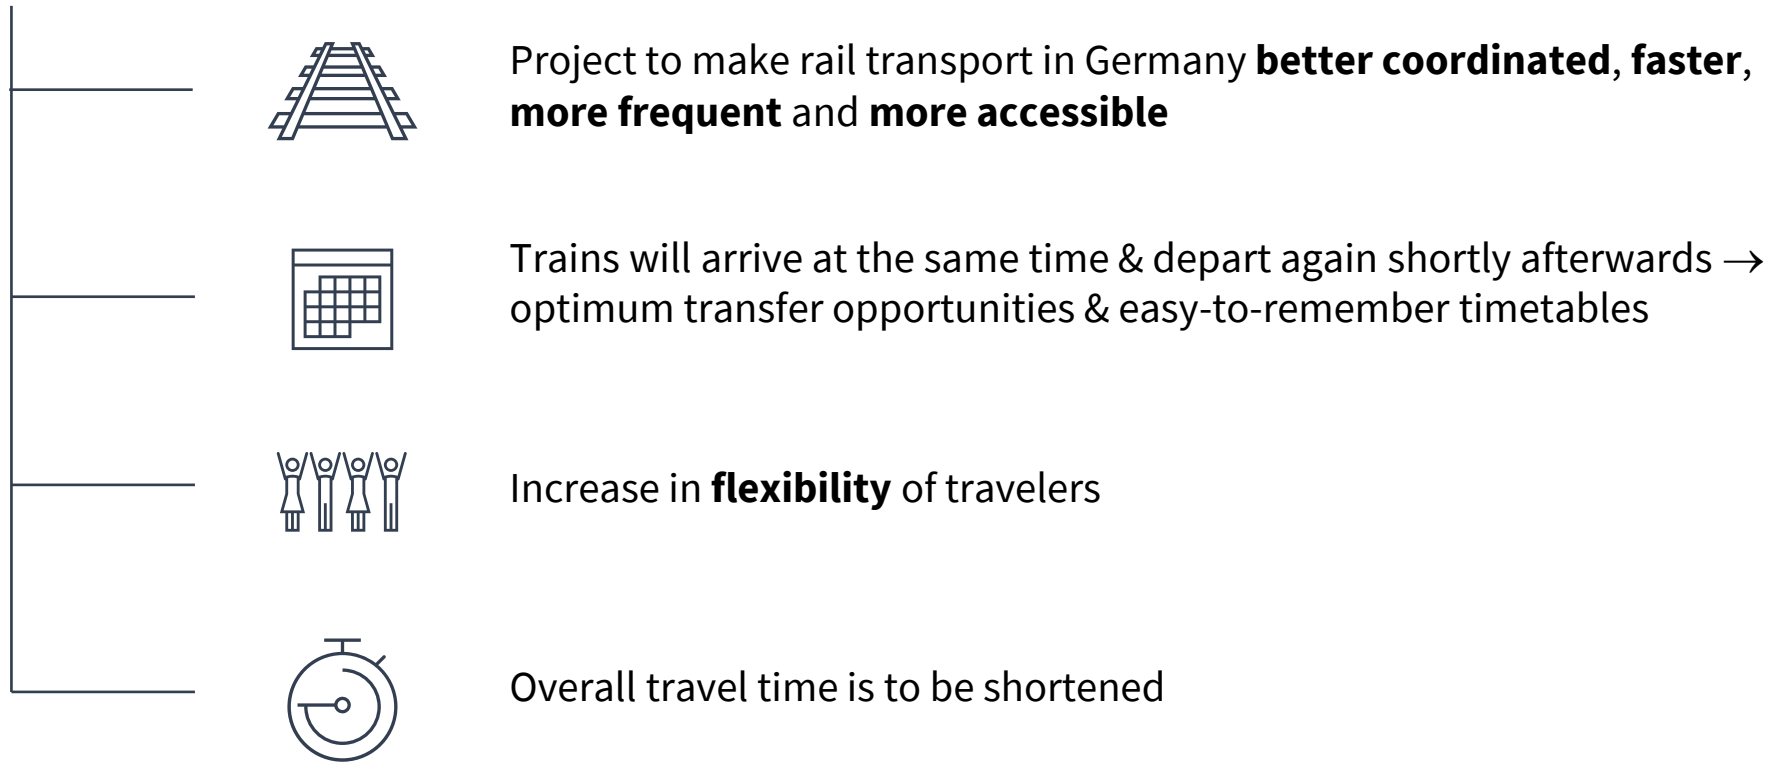 Project to make rail transport in Germany better coordinated, faster,
more frequent and more accessible
Trains will arrive at the same time & depart again shortly afterwards →
optimum transfer opportunities & easy-to-remember timetables
Increase in flexibility of travelers
Overall travel time is to be shortened